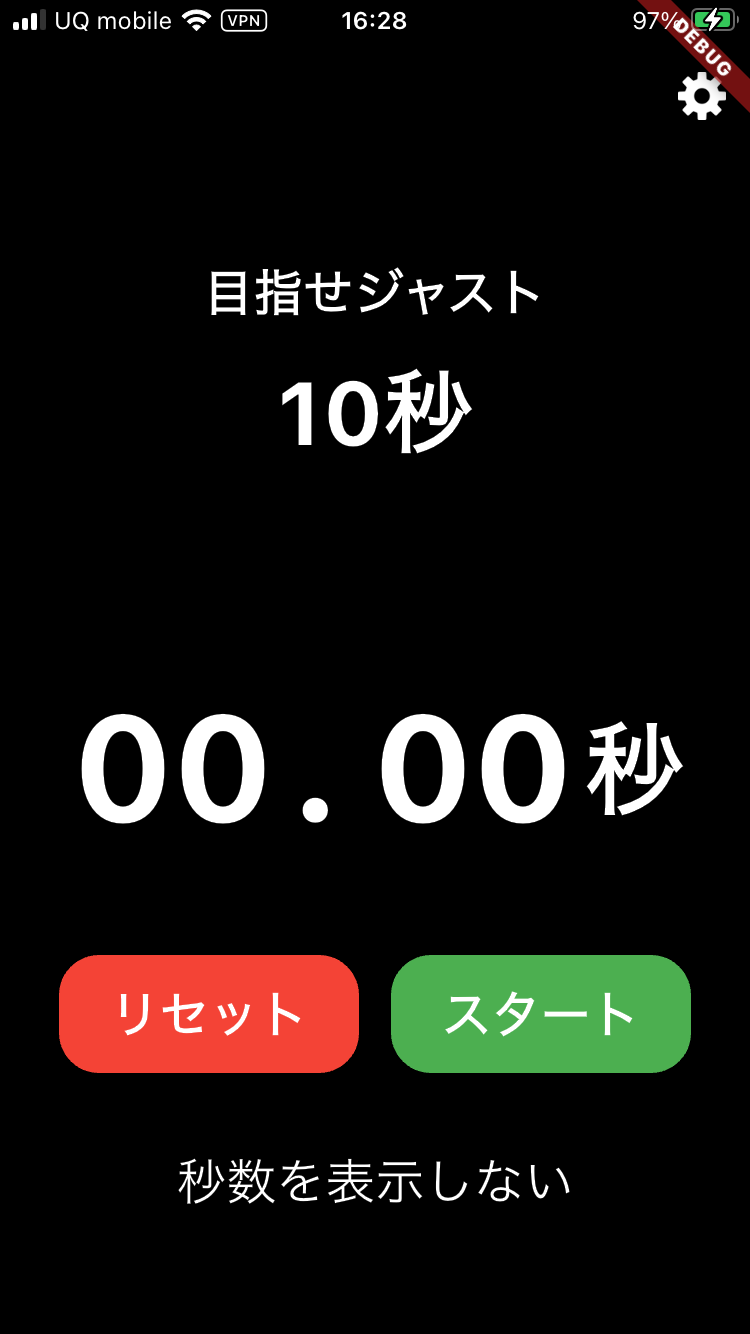 UQ mobile VPN 16:28 97%
DEBUG
目指せジャスト
10秒
00.00秒
リセット スタート
秒数を表示しない